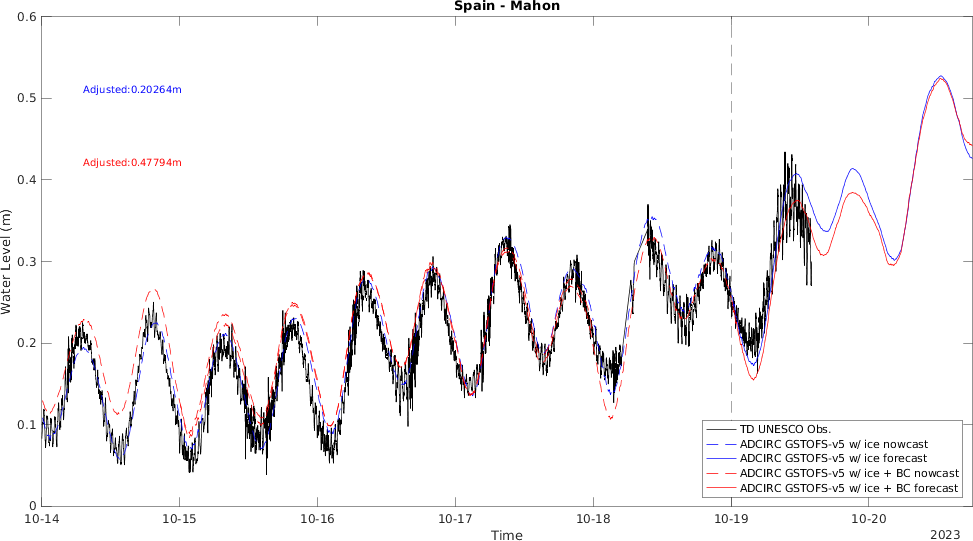 Spain - Mahon
0.6
0.5
0.4
0.3
0.2
0.1
0
Water Level (m)
Adjusted:0.20264m
Adjusted:0.47794m
TD UNESCO Obs.
ADCIRC GSTOFS-v5 w/ ice nowcast
ADCIRC GSTOFS-v5 w/ ice forecast
ADCIRC GSTOFS-v5 w/ ice + BC nowcast
ADCIRC GSTOFS-v5 w/ ice + BC forecast
10-14 10-15 10-16 10-17 10-18 10-19 10-20
Time
2023